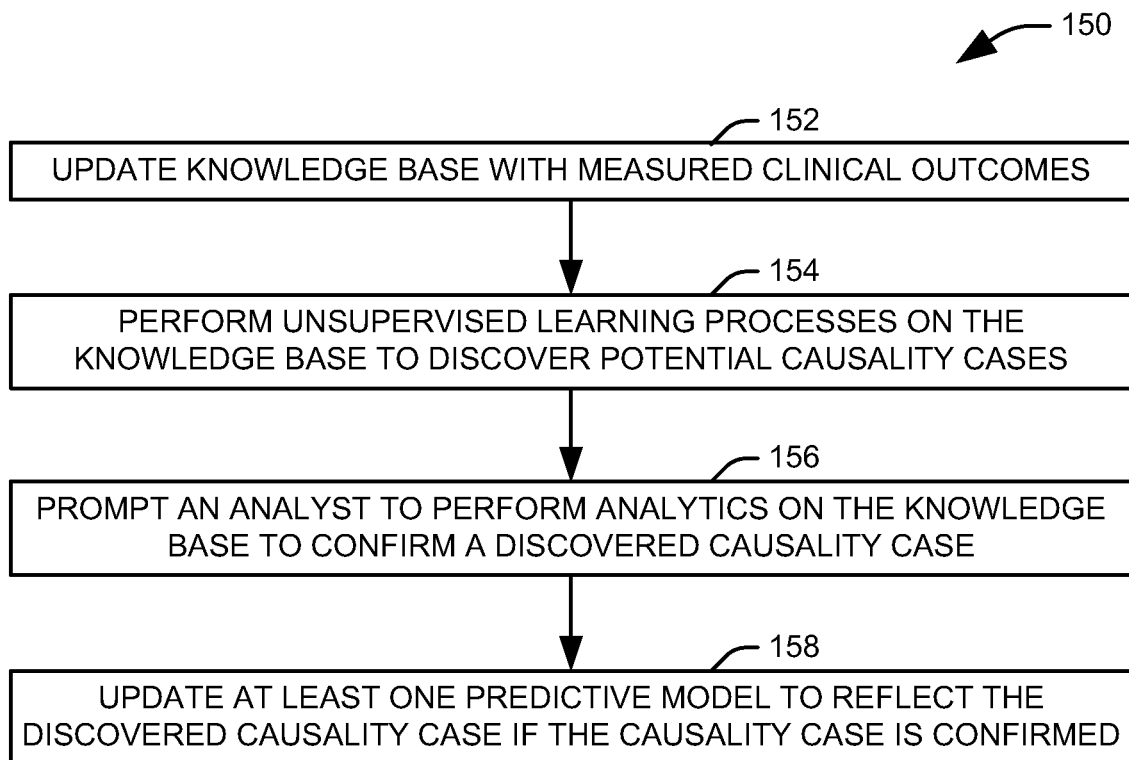 150
152
UPDATE KNOWLEDGE BASE WITH MEASURED CLINICAL OUTCOMES
154
PERFORM UNSUPERVISED LEARNING PROCESSES ON THE
KNOWLEDGE BASE TO DISCOVER POTENTIAL CAUSALITY CASES
156
PROMPT AN ANALYST TO PERFORM ANALYTICS ON THE KNOWLEDGE
BASE TO CONFIRM A DISCOVERED CAUSALITY CASE
158
UPDATE AT LEAST ONE PREDICTIVE MODEL TO REFLECT THE
DISCOVERED CAUSALITY CASE IF THE CAUSALITY CASE IS CONFIRMED